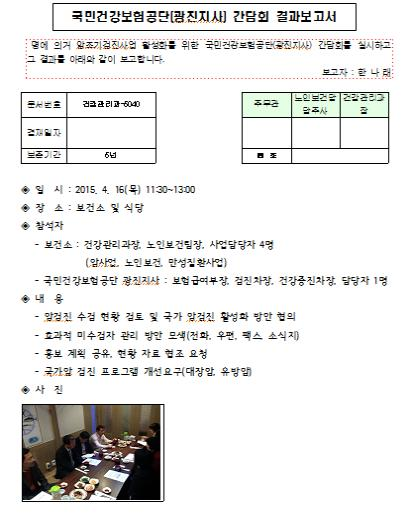 국민건강보험공단(광진지사) 간담회 결과보고서
명에 의거 암조기검진사업 활성화를 위한 국민건강보험공단(광진지사) 간담회를 실시하고
그 결과를 아래와 같이 보고합니다.
보고자 : 한 나 래
문서번호 건강관리과-5040
결재일자
보존기간 5년
주무관 노인보건담당주사 건강관리과장
협 조
◈ 일 시 : 2015. 4. 16(목) 11:30~13:00
◈ 장 소 : 보건소 및 식당
◈ 참석자
- 보건소 : 건강관리과장, 노인보건팀장, 사업담당자 4명
(암사업, 노인보건, 만성질환사업)
- 국민건강보험공단 광진지사 : 보험급여부장, 검진차장, 건강증진차장, 담당자 1명
◈ 내 용
- 암검진 수검 현황 검토 및 국가 암검진 활성화 방안 협의
- 효과적 미수검자 관리 방안 모색(전화, 우편, 팩스, 소식지)
- 홍보 계획 공유, 현황 자료 협조 요청
- 국가암 검진 프로그램 개선요구(대장암, 유방암)
◈ 사 진